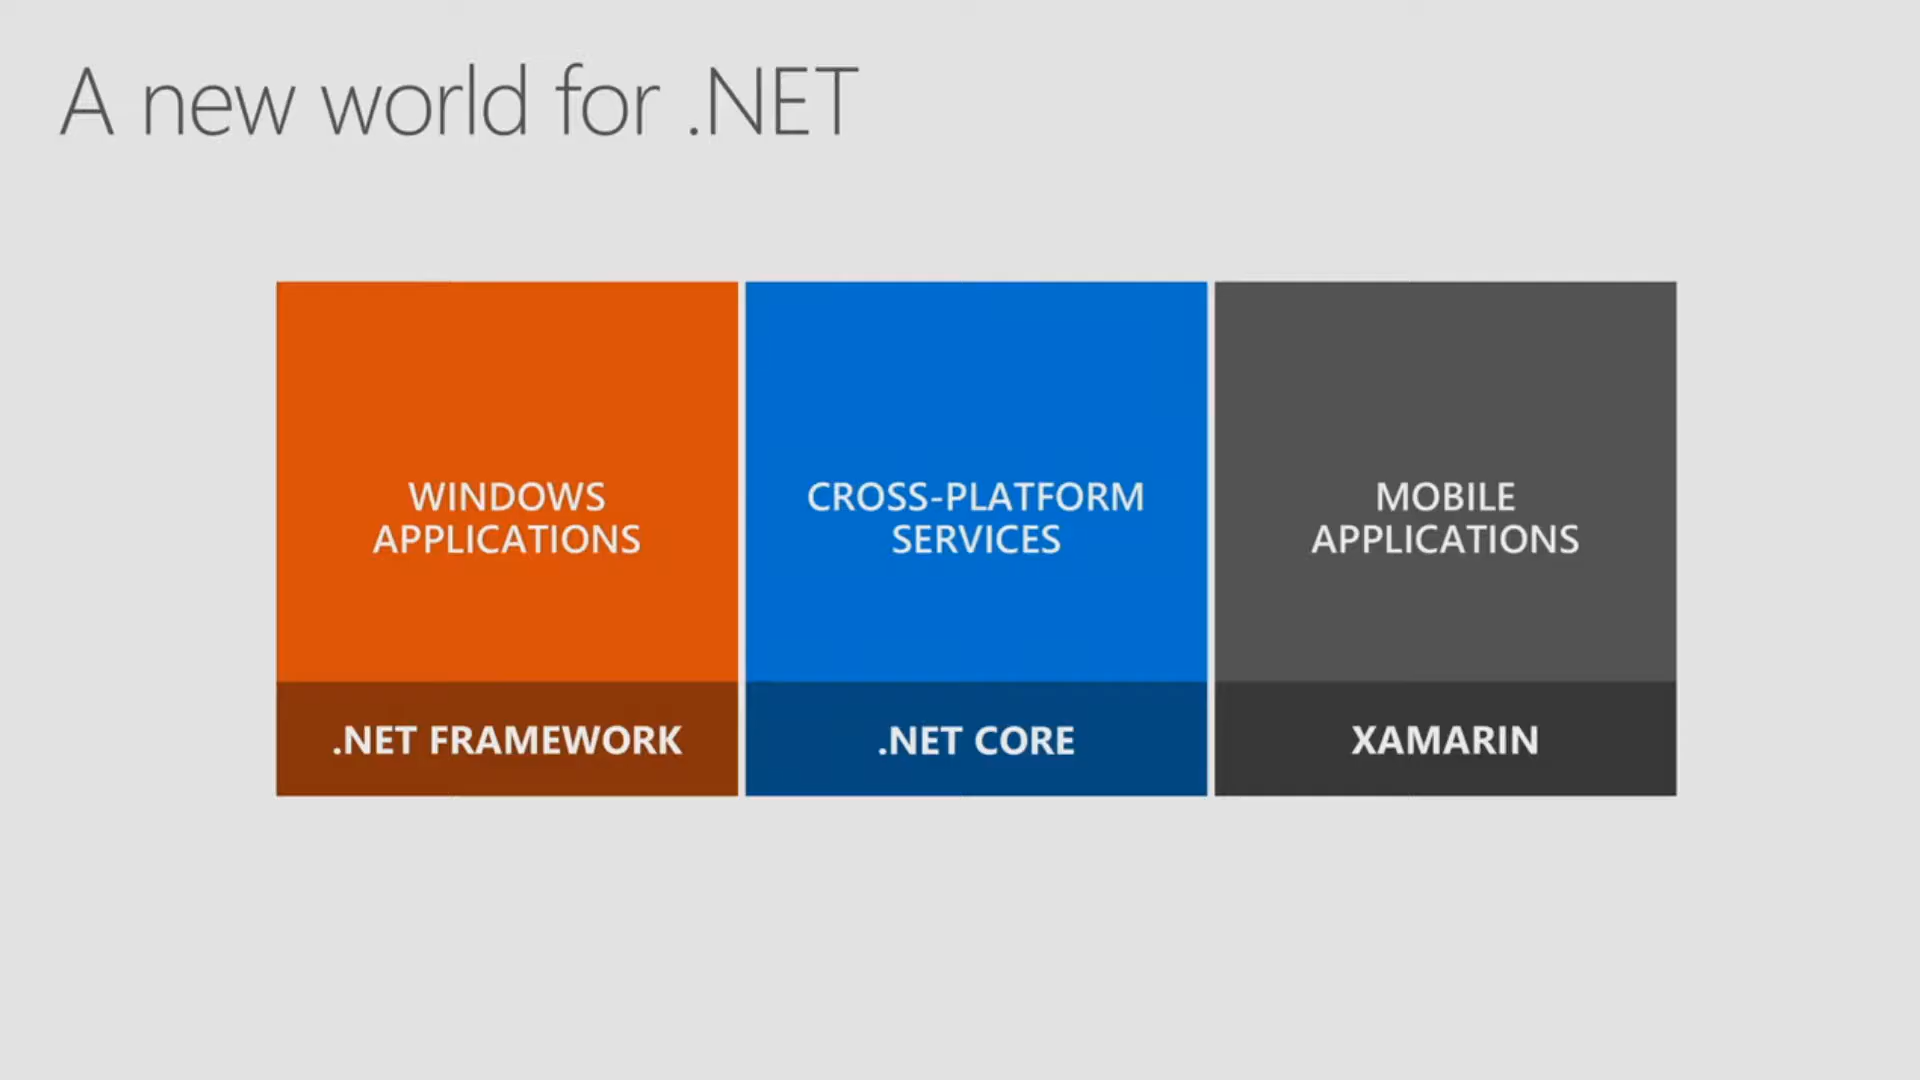 A new world for .NET
WINDOWS
APPLICATIONS
.NET FRAMEWORK
CROSS-PLATFORM
SERVICES
.NET CORE
MOBILE
APPLICATIONS
XAMARIN